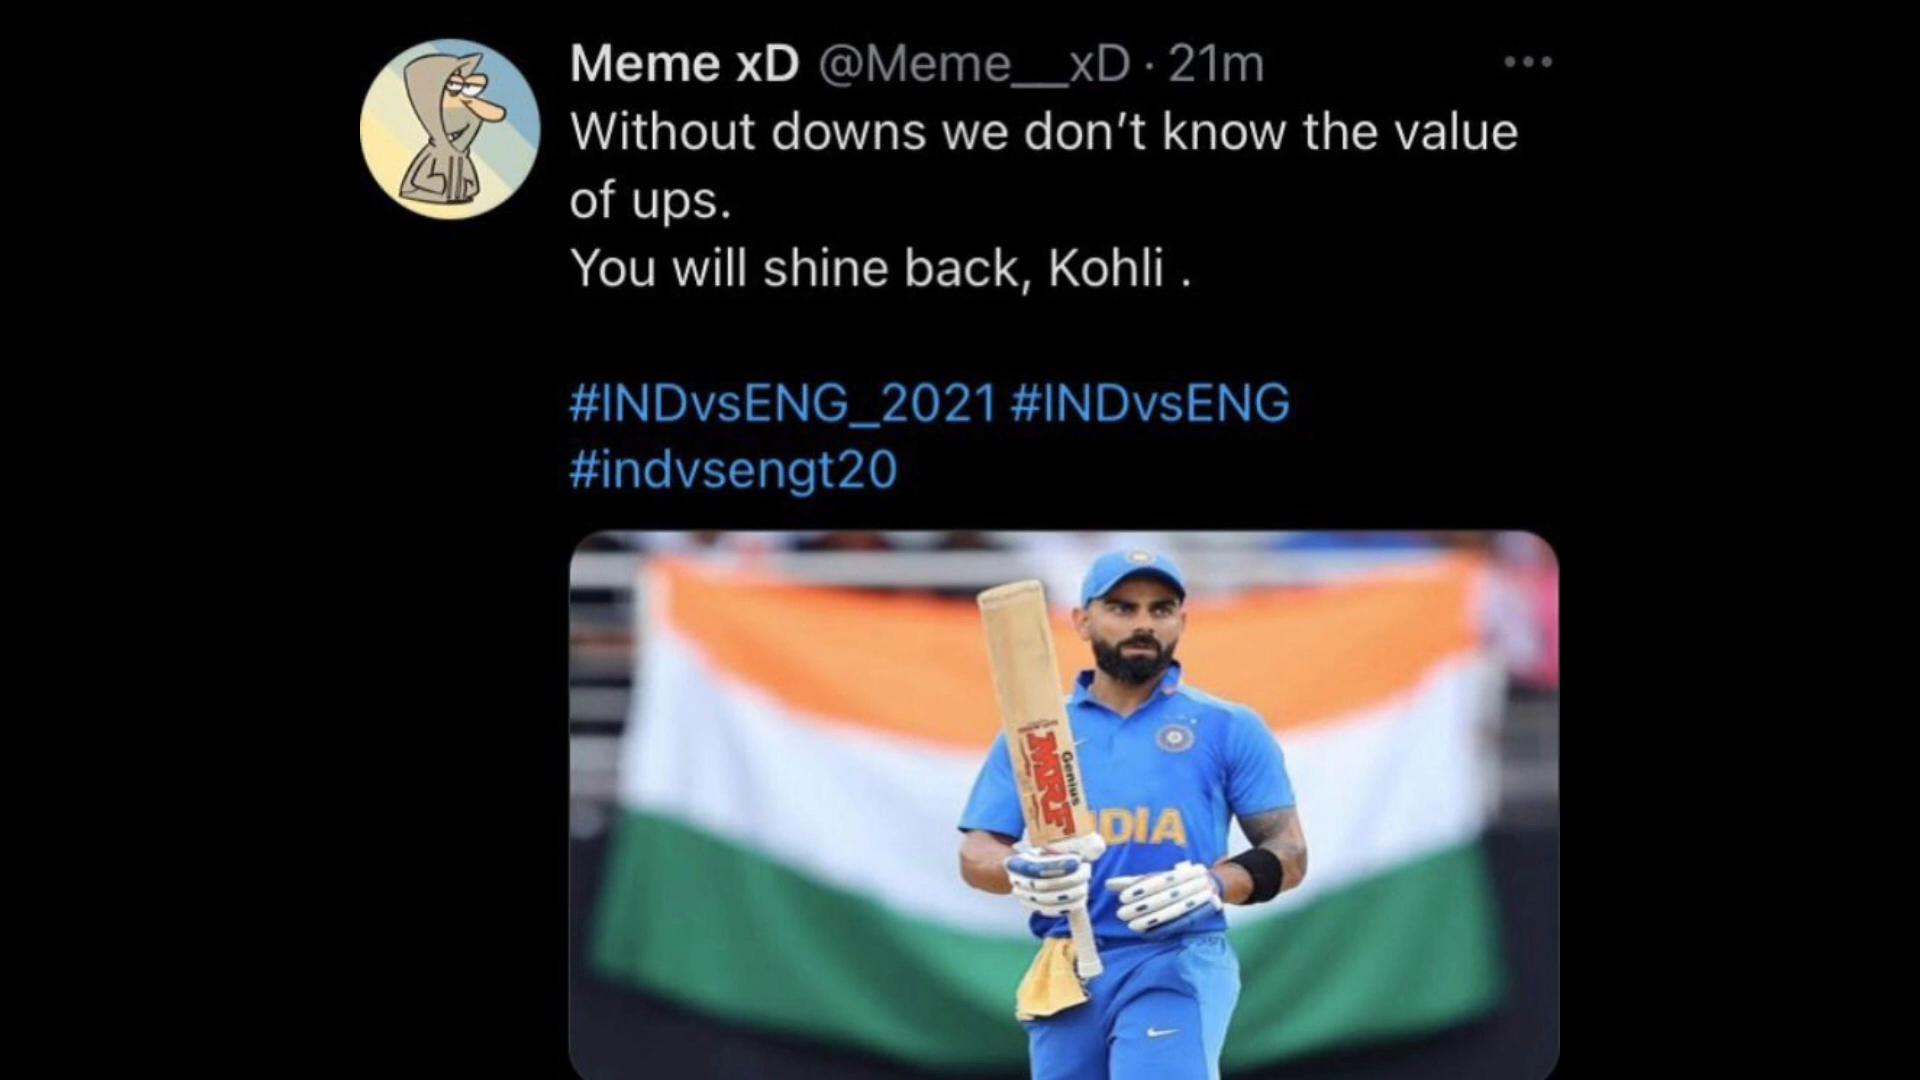 Meme xD @Meme__xD · 21m
Without downs we don’t know the value
of ups.
You will shine back, Kohli .
#INDvsENG_2021 #INDvsENG
#indvsengt20
MRF
Genius
DIA